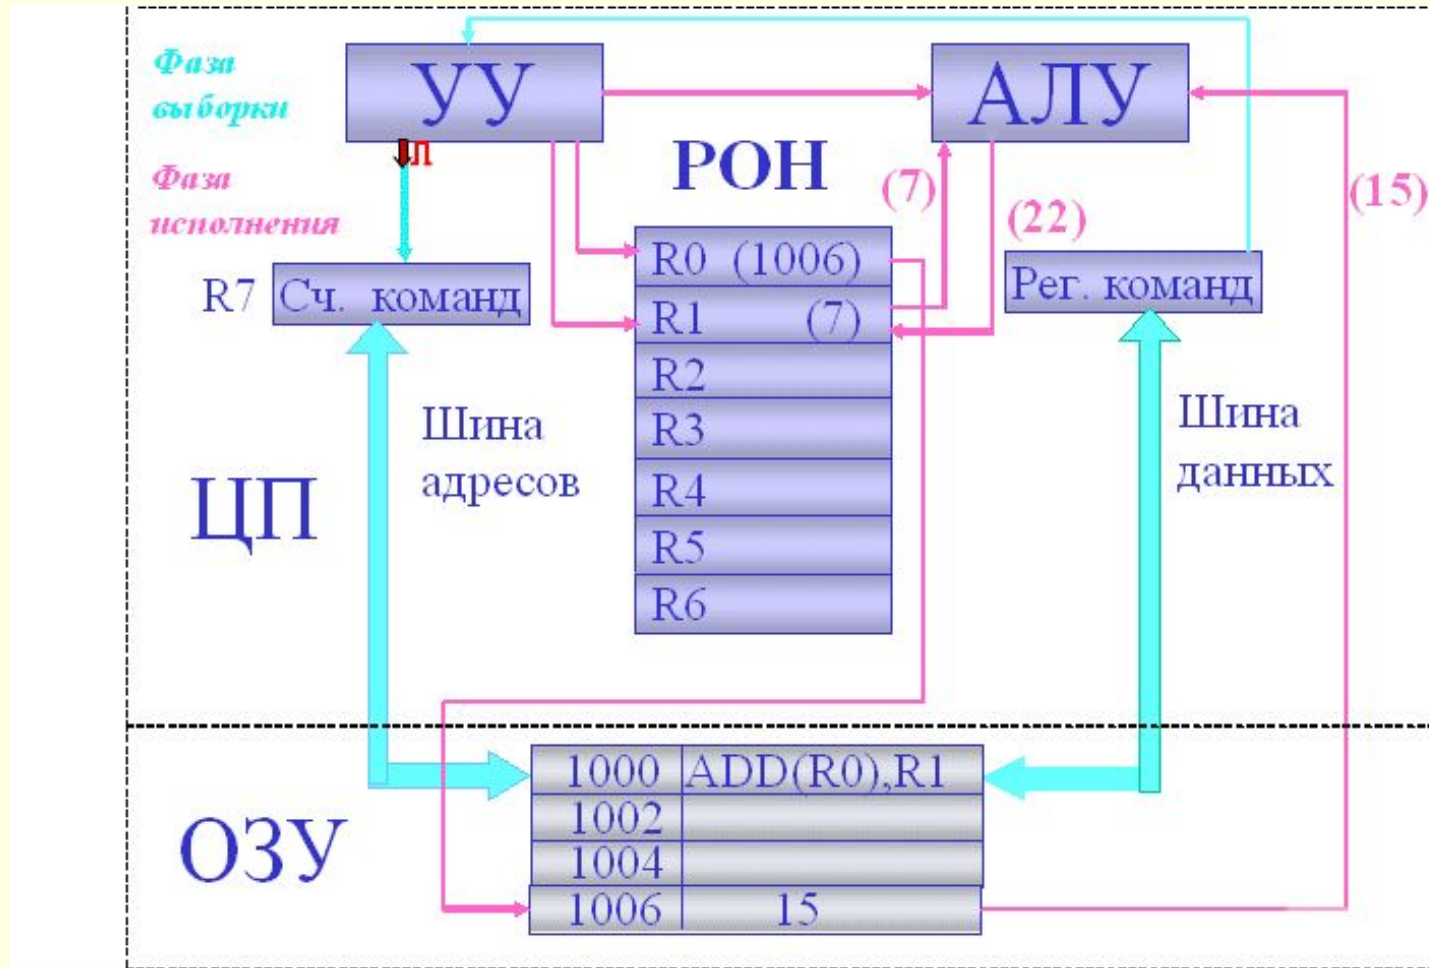 Фаза
выборки
Фаза
исполнения
УУ
АЛУ
П
РОН
(7)
(22)
(15)
R7
Сч. команд
Рег. команд
R0 (1006)
R1 (7)
R2
R3
R4
R5
R6
Шина
адресов
Шина
данных
ЦП
ОЗУ
1000 ADD(R0),R1
1002
1004
1006 15